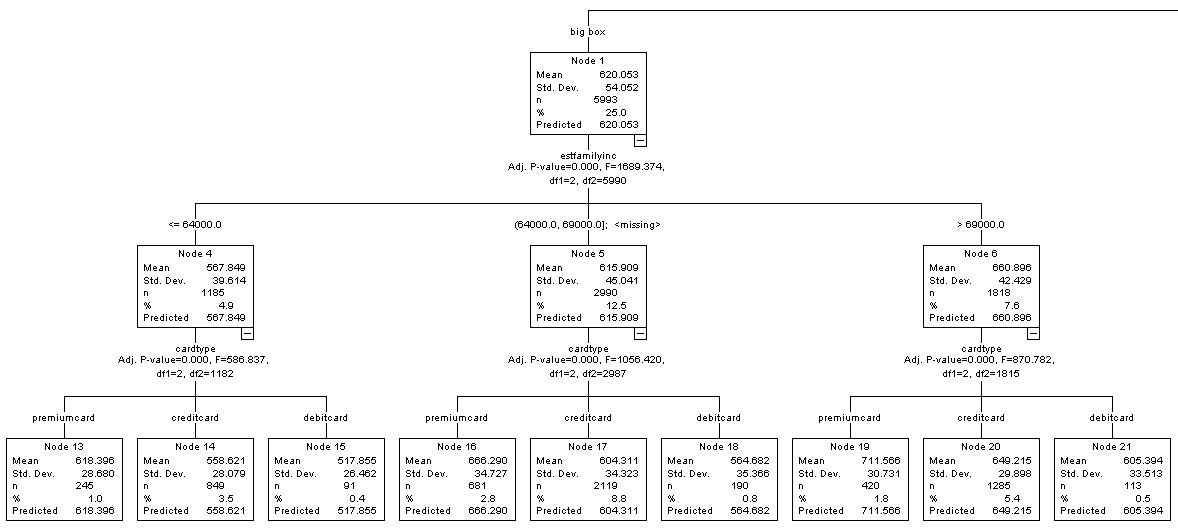 big box
Node 1
Mean 620.053
Std. Dev. 54.052
n 5993
% 25.0
Predicted 620.053
estfamilyinc
Adj. P-value=0.000, F=1689.374,
df1=2, df2=5990
<= 64000.0
(64000.0, 69000.0]; <missing>
> 69000.0
Node 4
Mean 567.849
Std. Dev. 39.614
n 1185
% 4.9
Predicted 567.849
Node 5
Mean 615.909
Std. Dev. 45.041
n 2990
% 12.5
Predicted 615.909
Node 6
Mean 660.896
Std. Dev. 42.429
n 1818
% 7.6
Predicted 660.896
cardtype
Adj. P-value=0.000, F=586.837,
df1=2, df2=1182
cardtype
Adj. P-value=0.000, F=1056.420,
df1=2, df2=2987
cardtype
Adj. P-value=0.000, F=870.782,
df1=2, df2=1815
premiumcard
creditcard
debitcard
premiumcard
creditcard
debitcard
premiumcard
creditcard
debitcard
Node 13
Mean 618.396
Std. Dev. 28.680
n 245
% 1.0
Predicted 618.396
Node 14
Mean 558.621
Std. Dev. 28.079
n 849
% 3.5
Predicted 558.621
Node 15
Mean 517.855
Std. Dev. 26.462
n 91
% 0.4
Predicted 517.855
Node 16
Mean 666.290
Std. Dev. 34.727
n 681
% 2.8
Predicted 666.290
Node 17
Mean 604.311
Std. Dev. 34.323
n 2119
% 8.8
Predicted 604.311
Node 18
Mean 564.682
Std. Dev. 35.366
n 190
% 0.8
Predicted 564.682
Node 19
Mean 711.566
Std. Dev. 30.731
n 420
% 1.8
Predicted 711.566
Node 20
Mean 649.215
Std. Dev. 29.898
n 1285
% 5.4
Predicted 649.215
Node 21
Mean 605.394
Std. Dev. 33.513
n 113
% 0.5
Predicted 605.394